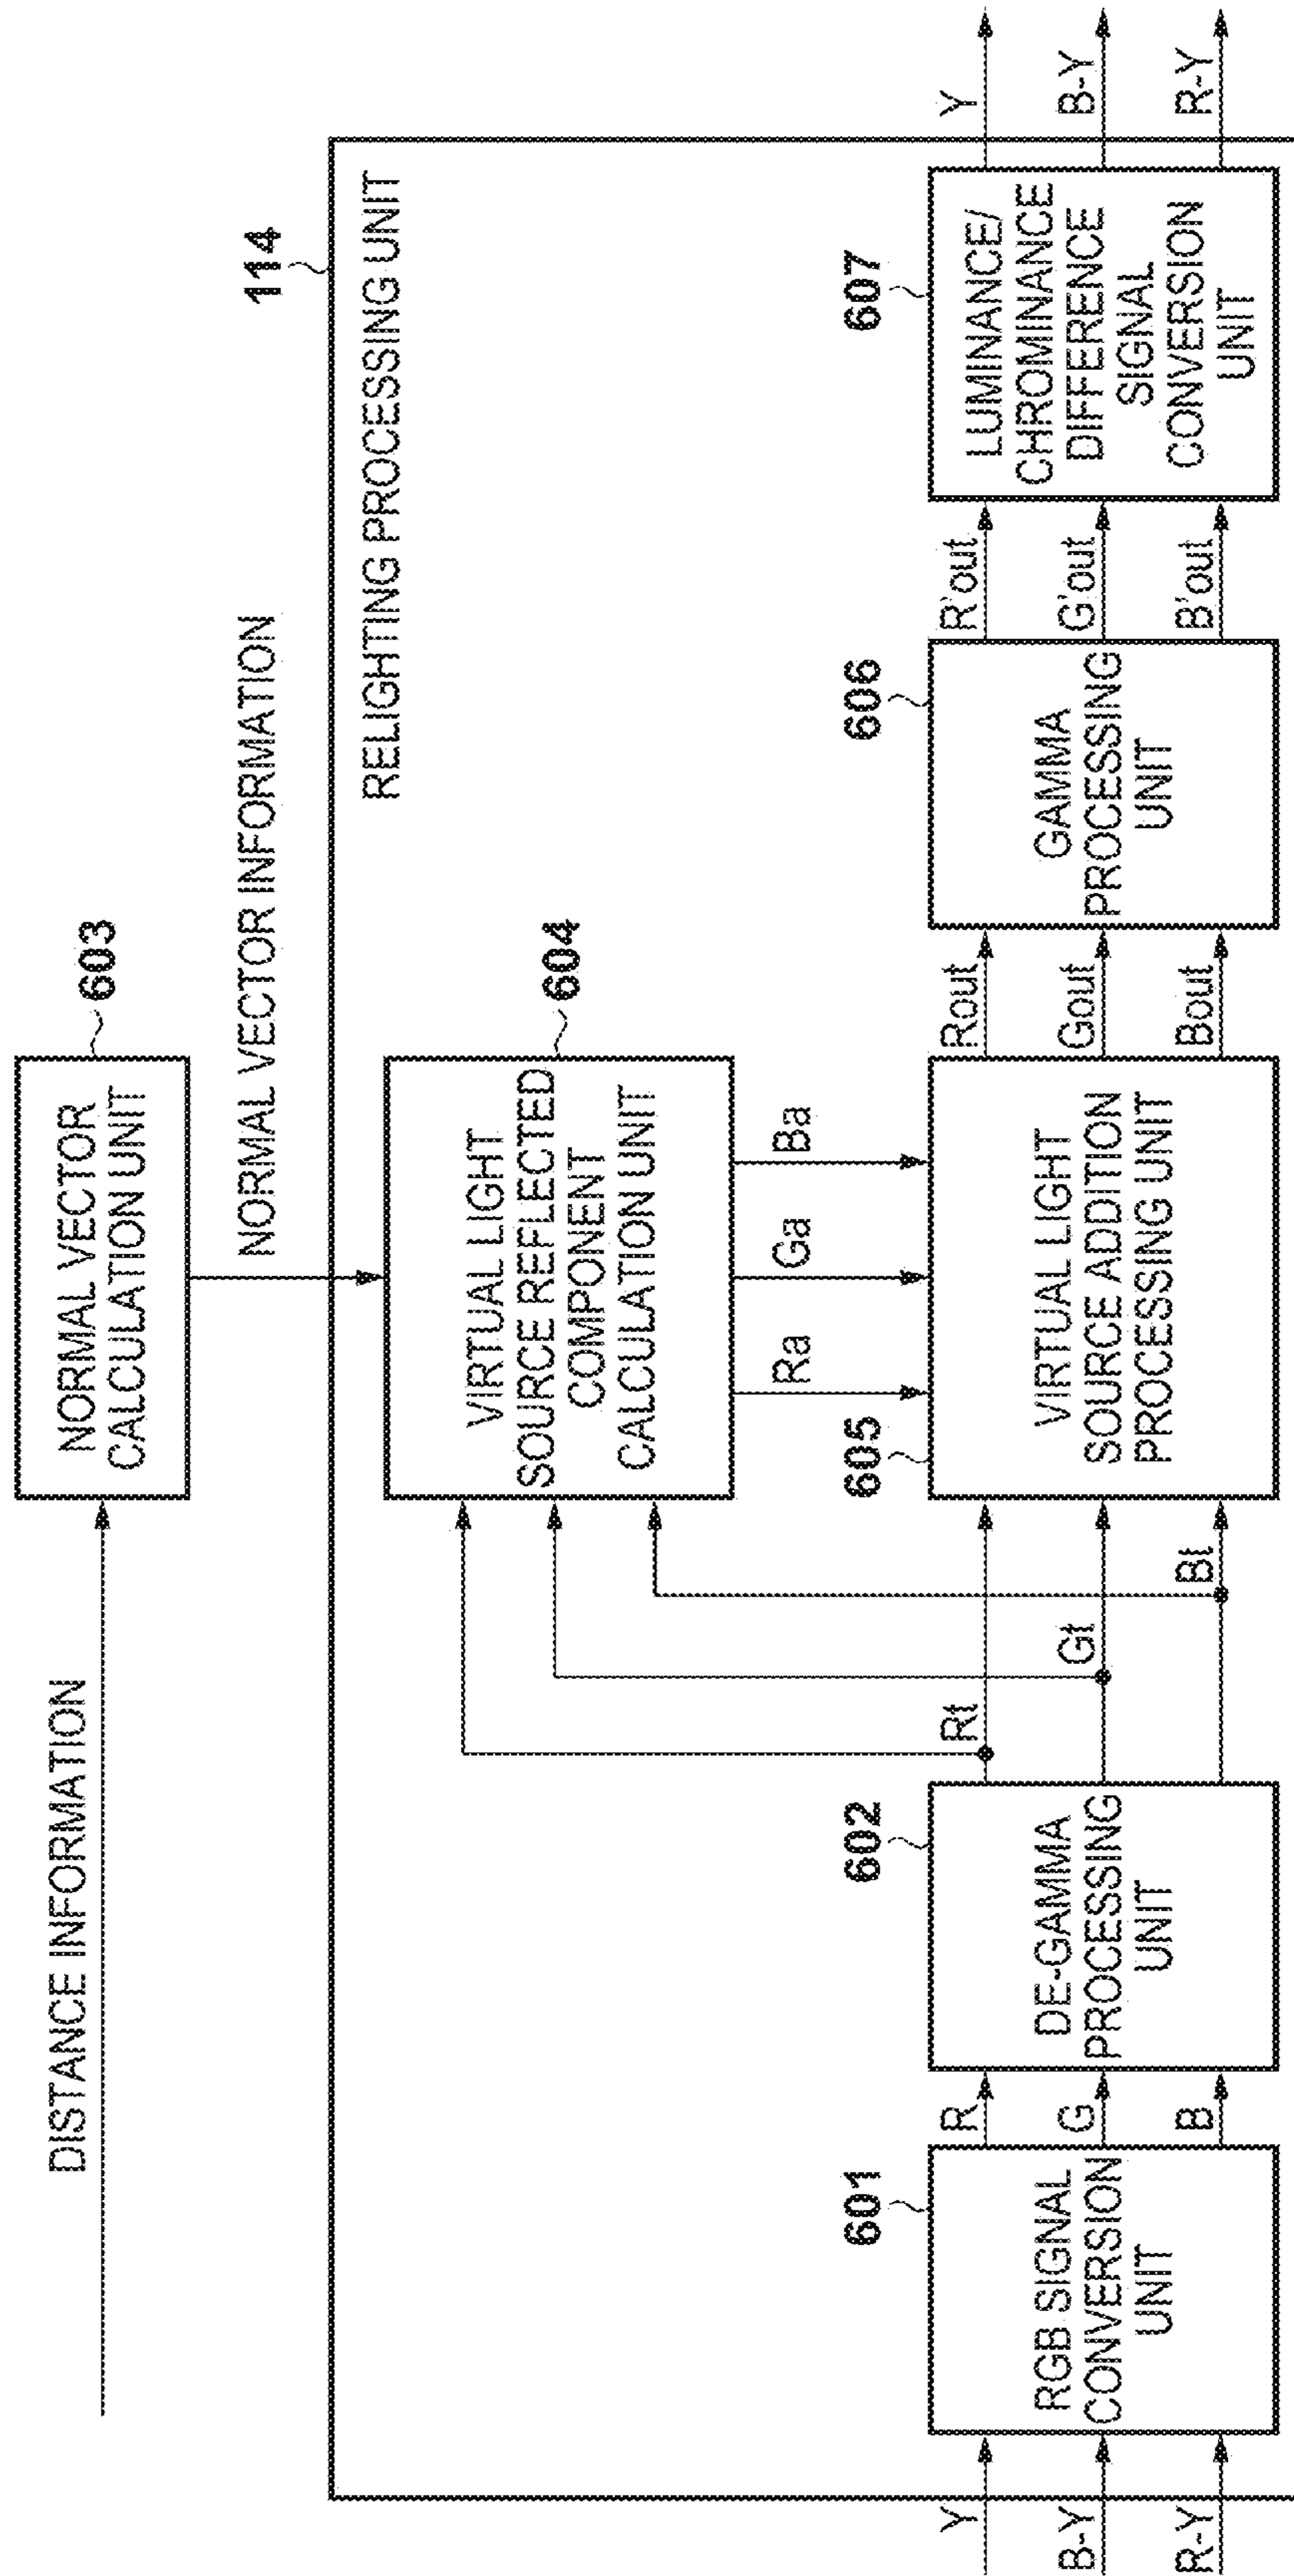 DISTANCE INFORMATION
603
NORMAL VECTOR
CALCULATION UNIT
NORMAL VECTOR INFORMATION
114
RELIGHTING PROCESSING UNIT
604
VIRTUAL LIGHT
SOURCE REFLECTED
COMPONENT
CALCULATION UNIT
Ra
Ga
Ba
Y
B-Y
R-Y
601
RGB SIGNAL
CONVERSION
UNIT
R
G
B
602
DE-GAMMA
PROCESSING
UNIT
Rt
Gt
Bt
605
VIRTUAL LIGHT
SOURCE ADDITION
PROCESSING UNIT
Rout
Gout
Bout
606
GAMMA
PROCESSING
UNIT
R'out
G'out
B'out
607
LUMINANCE/
CHROMINANCE
DIFFERENCE
SIGNAL
CONVERSION
UNIT
Y
B-Y
R-Y